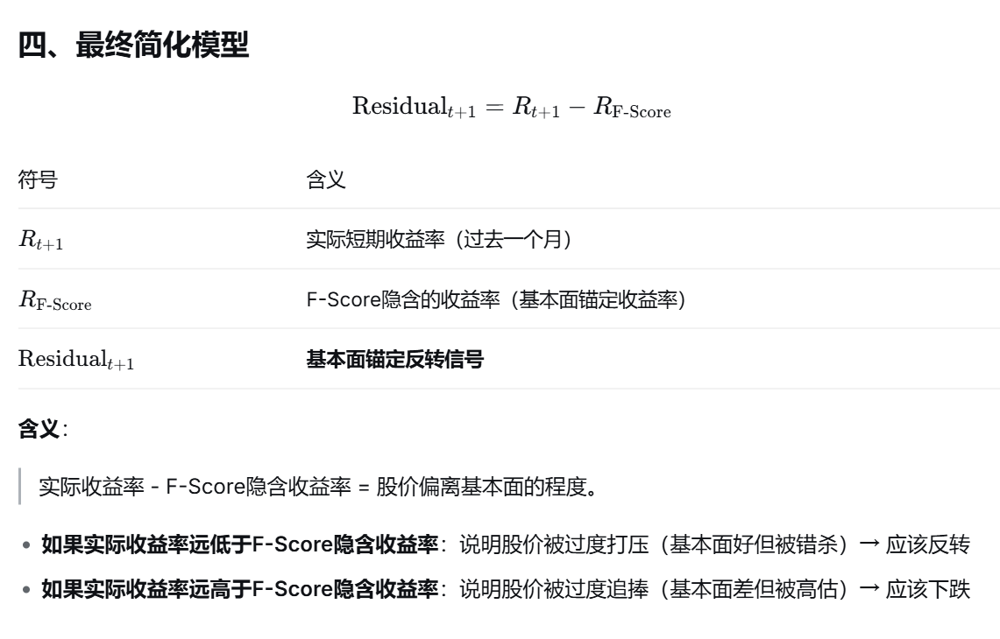 四、最终简化模型
Residual_{t+1} = R_{t+1} − R_{F-Score}
符号 含义
R_{t+1} 实际短期收益率（过去一个月）
R_{F-Score} F-Score隐含的收益率（基本面锚定收益率）
Residual_{t+1} 基本面锚定反转信号
含义：
实际收益率 - F-Score隐含收益率 = 股价偏离基本面的程度。
• 如果实际收益率远低于F-Score隐含收益率：说明股价被过度打压（基本面好但被错杀）→ 应该反转
• 如果实际收益率远高于F-Score隐含收益率：说明股价被过度追捧（基本面差但被高估）→ 应该下跌